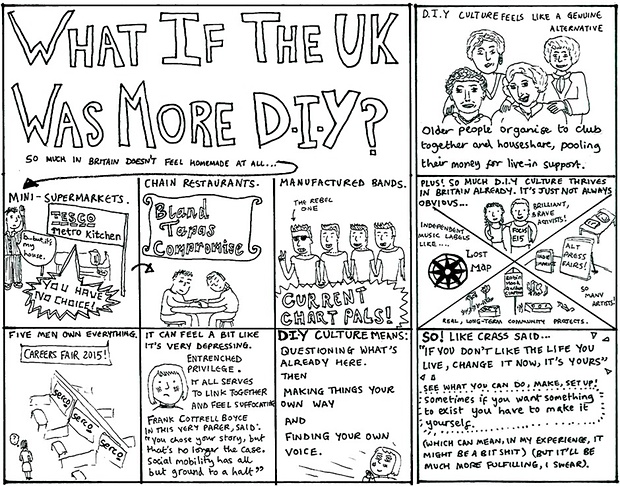 WHAT IF THE UK
WAS MORE D.I.Y?
SO MUCH IN BRITAIN DOESN'T FEEL HOMEMADE AT ALL...
MINI-SUPERMARKETS.
TESCO
Metro Kitchen
but it's
my
house.
YOU HAVE
NO CHOICE!
CHAIN RESTAURANTS.
Bland
Tapas
Compromise
MANUFACTURED BANDS.
THE REBEL
ONE
CURRENT
CHART PALS!
FIVE MEN OWN EVERYTHING.
CAREERS FAIR 2015!
serco
serco
serco
?
IT CAN FEEL A BIT LIKE
IT'S VERY DEPRESSING.
ENTRENCHED
PRIVILEGE.
IT ALL SERVES
TO LINK TOGETHER
AND FEEL SUFFOCATING
FRANK COTTRELL BOYCE
IN THIS VERY PAPER, SAID:
"You chose your story, but
that's no longer the case,
Social mobility has all
but ground to a halt"
D.I.Y CULTURE MEANS:
QUESTIONING WHAT'S
ALREADY HERE.
THEN
MAKING THINGS YOUR
OWN WAY
AND
FINDING YOUR OWN
VOICE.
D.I.Y CULTURE FEELS LIKE A GENUINE
ALTERNATIVE
Older people organise to club
together and houseshare, pooling
their money for live-in support.
PLUS! SO MUCH D.I.Y CULTURE THRIVES
IN BRITAIN ALREADY. IT'S JUST NOT ALWAYS
OBVIOUS...
BRILLIANT,
BRAVE
ACTIVISTS!
FOCUS
E15
INDEPENDENT
MUSIC LABELS
LIKE....
LOST
MAP
ALT
PRESS
FAIRS!
SO
MANY
ARTISTS
REAL, LONG-TERM COMMUNITY PROJECTS.
SO! LIKE CRASS SAID...
"IF YOU DON'T LIKE THE LIFE YOU
LIVE, CHANGE IT NOW, IT'S YOURS"
SEE WHAT YOU CAN DO, MAKE, SET UP!
sometimes if you want something
to exist you have to make it
yourself.
(WHICH CAN MEAN, IN MY EXPERIENCE, IT
MIGHT BE A BIT SHIT) (BUT IT'LL BE
MUCH MORE FULFILLING, I SWEAR).